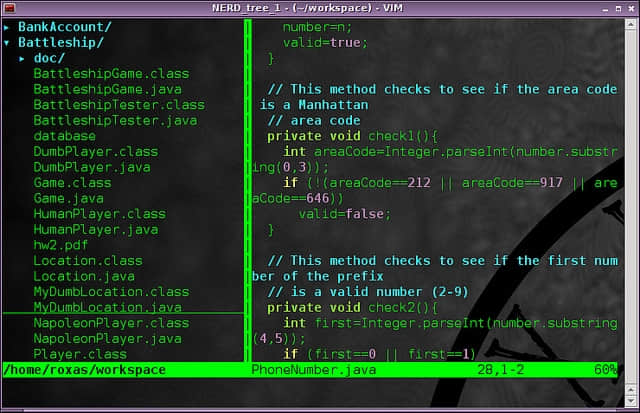 NERD_tree_1 - (~/workspace) - VIM
▸ BankAccount/
▾ Battleship/
▸ doc/
BattleshipGame.class
BattleshipGame.java
BattleshipTester.class
BattleshipTester.java
database
DumbPlayer.class
DumbPlayer.java
Game.class
Game.java
HumanPlayer.class
HumanPlayer.java
hw2.pdf
Location.class
Location.java
MyDumbLocation.class
MyDumbLocation.java
NapoleonPlayer.class
NapoleonPlayer.java
Player.class
/home/roxas/workspace
number=n;
valid=true;
}
// This method checks to see if the area code
is a Manhattan
// area code
private void check1(){
int areaCode=Integer.parseInt(number.substr
ing(0,3));
if (!(areaCode==212 || areaCode==917 || are
aCode==646))
valid=false;
}
// This method checks to see if the first num
ber of the prefix
// is a valid number (2-9)
private void check2(){
int first=Integer.parseInt(number.substring
(4,5));
if (first==0 || first==1)
PhoneNumber.java 28,1-2 60%